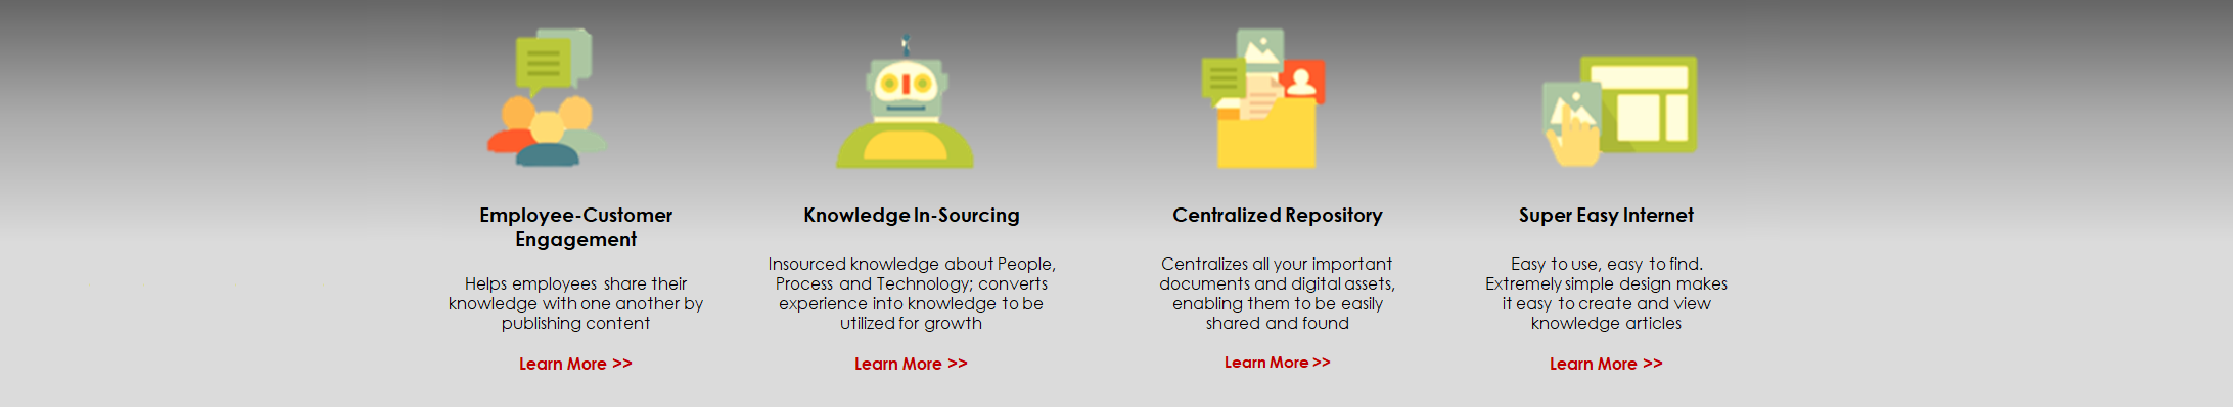 Employee-Customer
Engagement
Helps employees share their
knowledge with one another by
publishing content
Learn More >>
Knowledge In-Sourcing
Insourced knowledge about People,
Process and Technology; converts
experience into knowledge to be
utilized for growth
Learn More >>
Centralized Repository
Centralizes all your important
documents and digital assets,
enabling them to be easily
shared and found
Learn More >>
Super Easy Internet
Easy to use, easy to find.
Extremely simple design makes
it easy to create and view
knowledge articles
Learn More >>